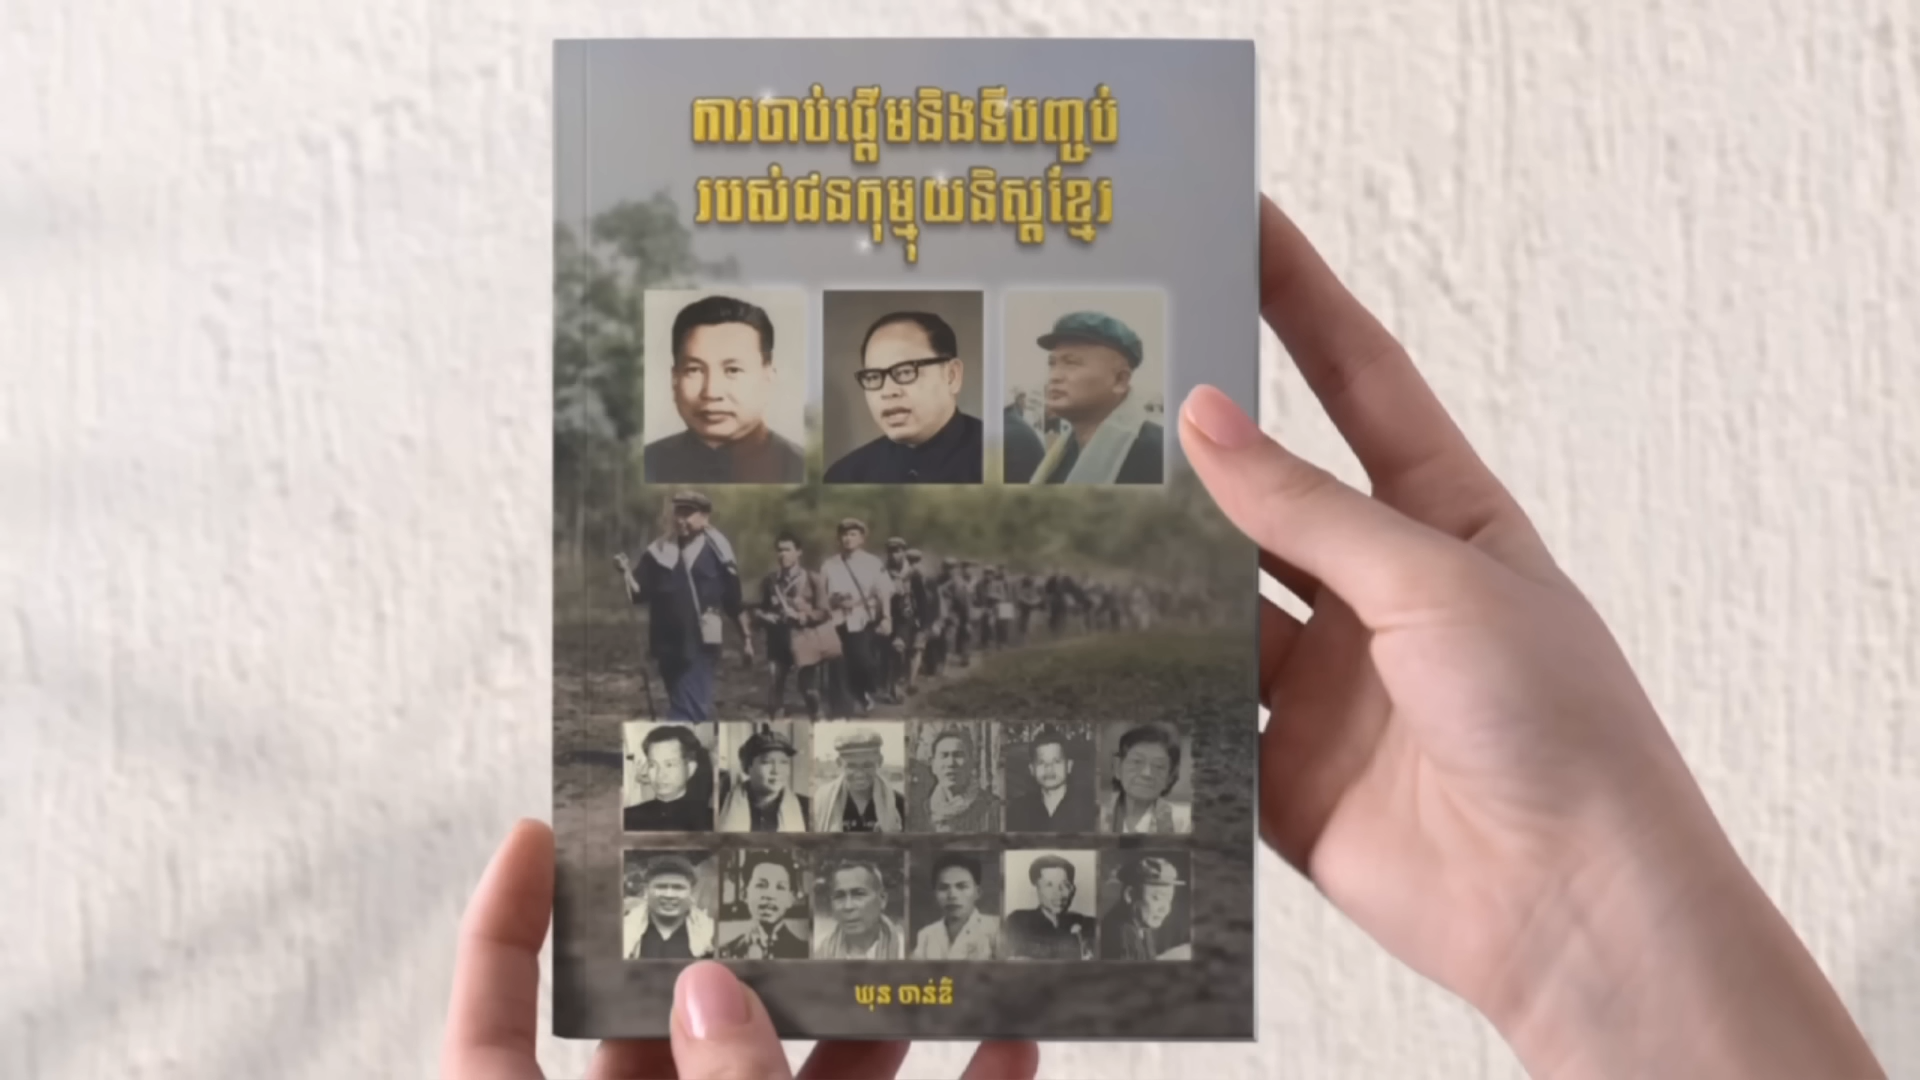 ការចាប់ផ្ដើមនិងទីបញ្ចប់
របស់ជនកុម្មុយនិស្តខ្មែរ
ឃុន ចាន់ឌី